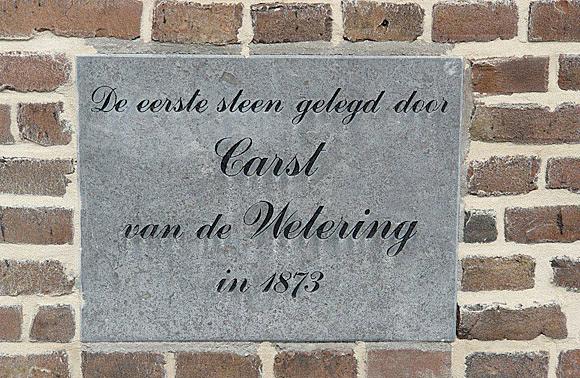 De eerste steen gelegd door
Carst
van de Wetering
in 1873